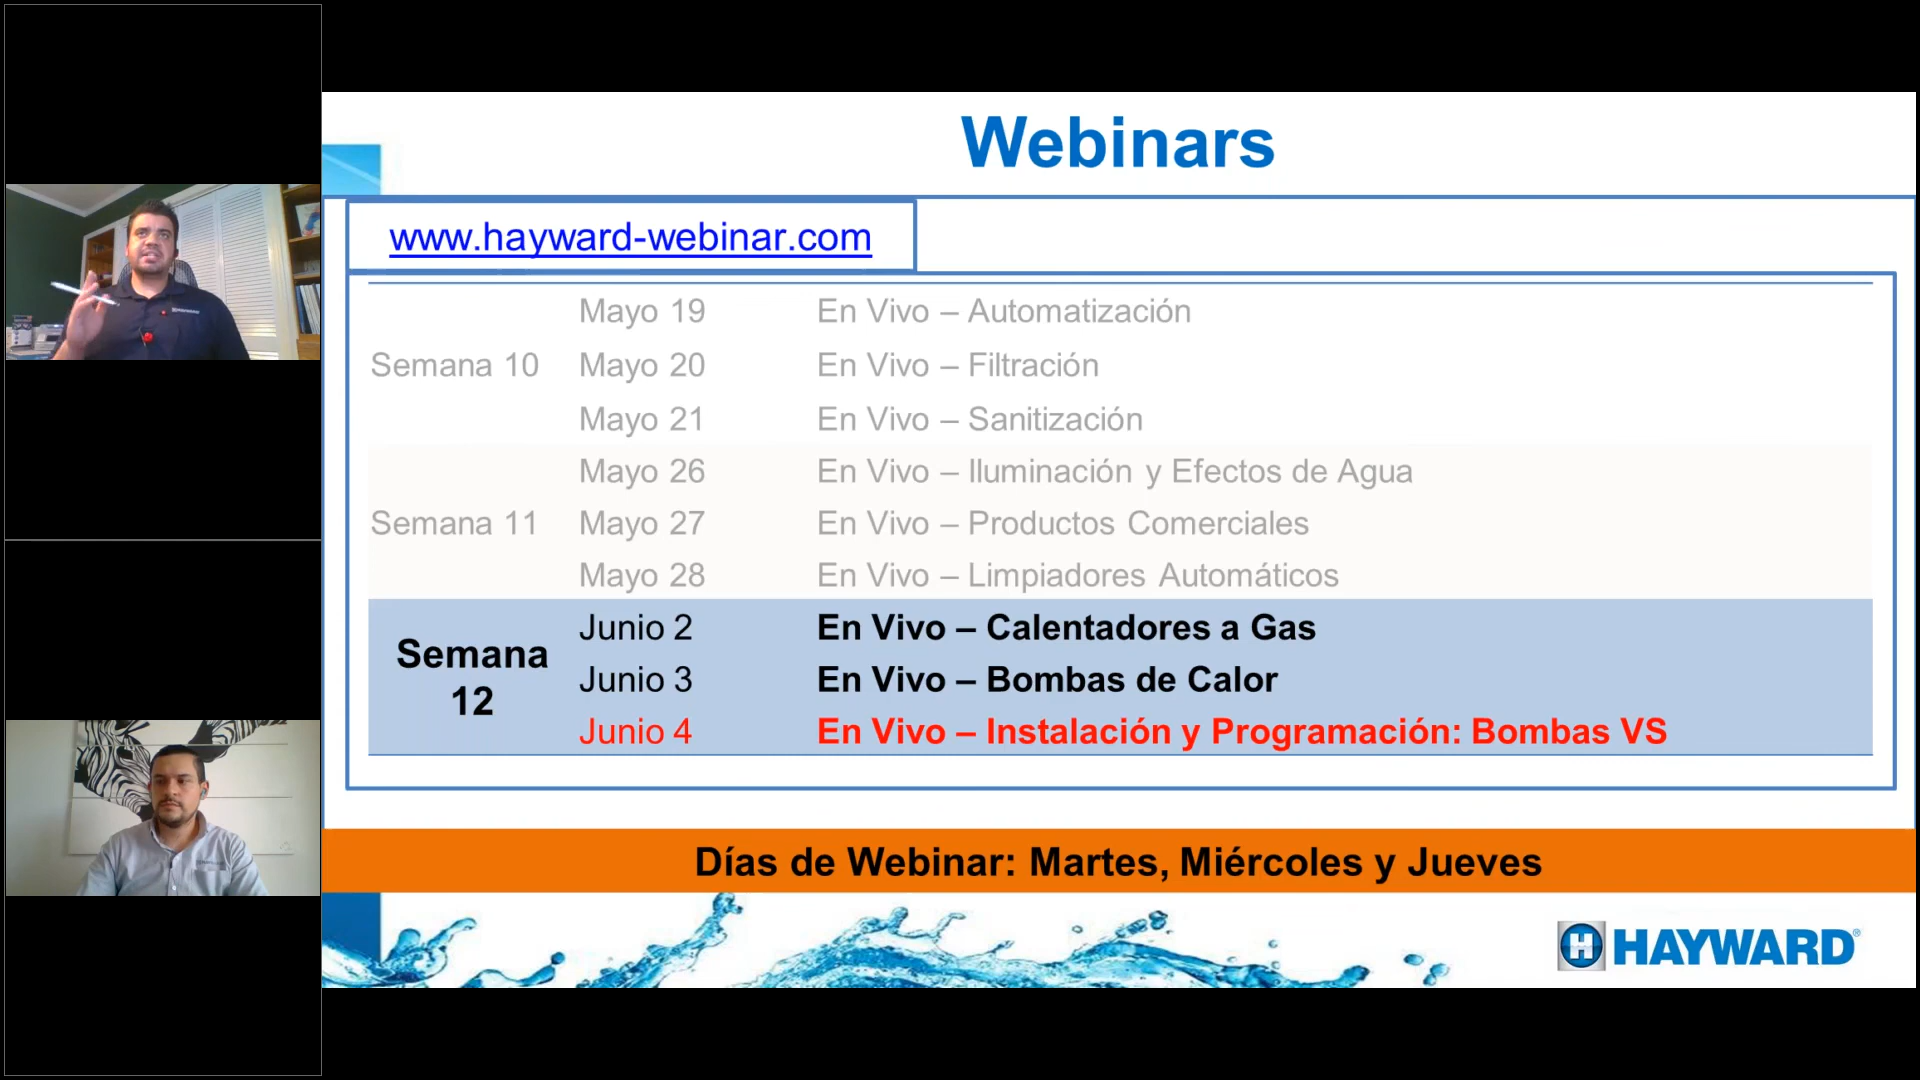 Webinars
www.hayward-webinar.com
Mayo 19 En Vivo – Automatización
Semana 10 Mayo 20 En Vivo – Filtración
Mayo 21 En Vivo – Sanitización
Mayo 26 En Vivo – Iluminación y Efectos de Agua
Semana 11 Mayo 27 En Vivo – Productos Comerciales
Mayo 28 En Vivo – Limpiadores Automáticos
Semana
12
Junio 2 En Vivo – Calentadores a Gas
Junio 3 En Vivo – Bombas de Calor
Junio 4 En Vivo – Instalación y Programación: Bombas VS
Días de Webinar: Martes, Miércoles y Jueves
H HAYWARD®